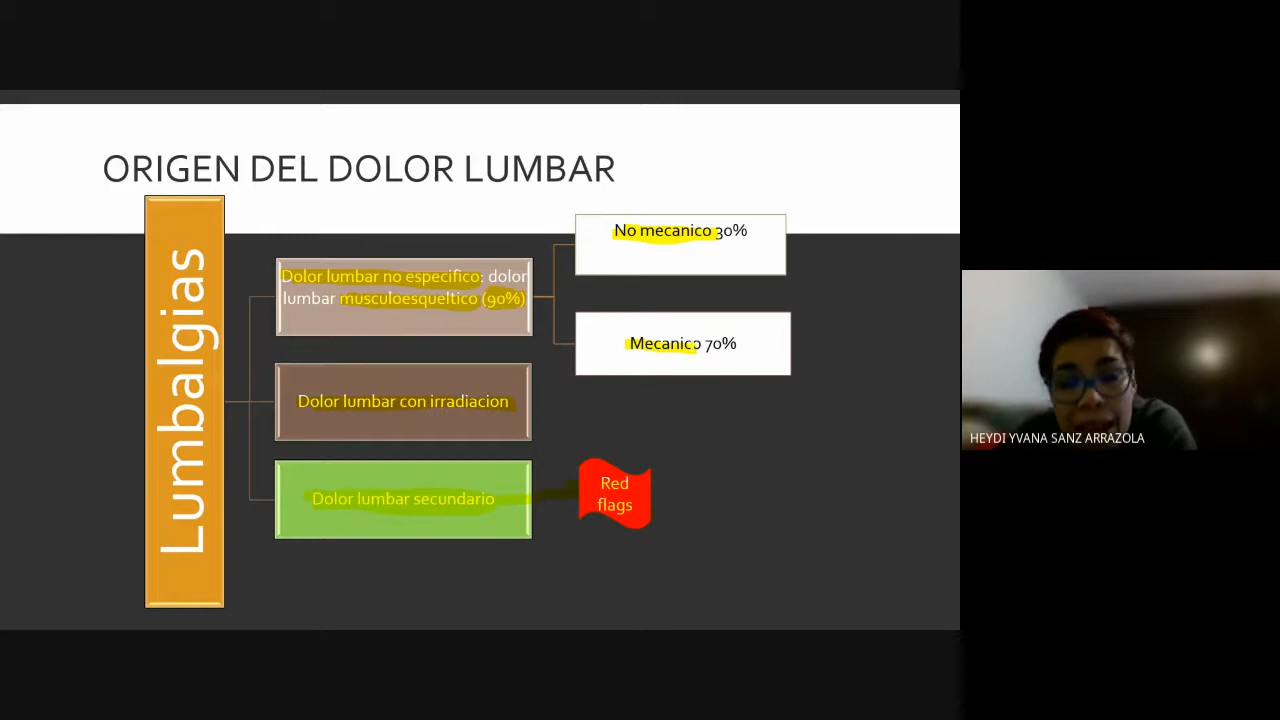 ORIGEN DEL DOLOR LUMBAR
Lumbalgias
Dolor lumbar no especifico: dolor
lumbar musculoesqueltico (90%)
No mecanico 30%
Mecanico 70%
Dolor lumbar con irradiacion
Dolor lumbar secundario
Red
flags
HEYDI YVANA SANZ ARRAZOLA